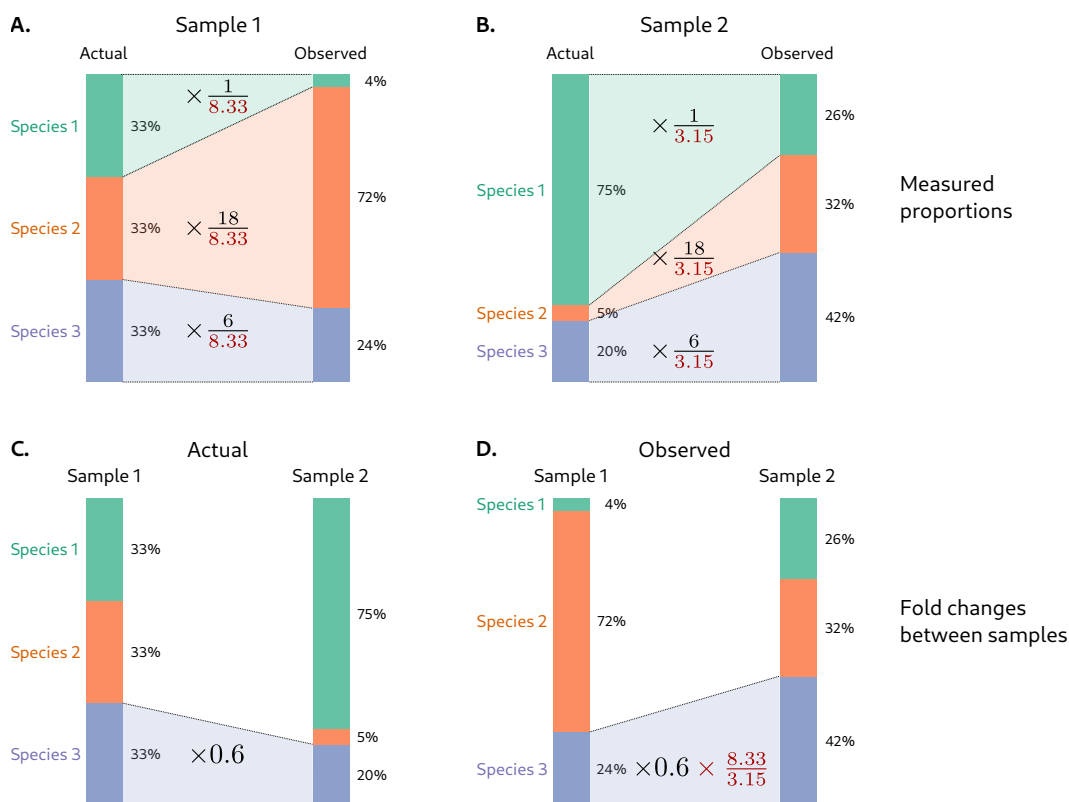 A.
Sample 1
Actual
Observed
4%
× 1/8.33
Species 1
33%
72%
Species 2
33%
× 18/8.33
Species 3
33%
× 6/8.33
24%
B.
Sample 2
Actual
Observed
× 1/3.15
26%
Species 1
75%
32%
× 18/3.15
Species 2
5%
42%
Species 3
20%
× 6/3.15
Measured
proportions
C.
Actual
Sample 1
Sample 2
Species 1
33%
75%
Species 2
33%
5%
Species 3
33%
×0.6
20%
D.
Observed
Sample 1
Sample 2
Species 1
4%
26%
Species 2
72%
32%
42%
Species 3
24%
×0.6 × 8.33/3.15
Fold changes
between samples